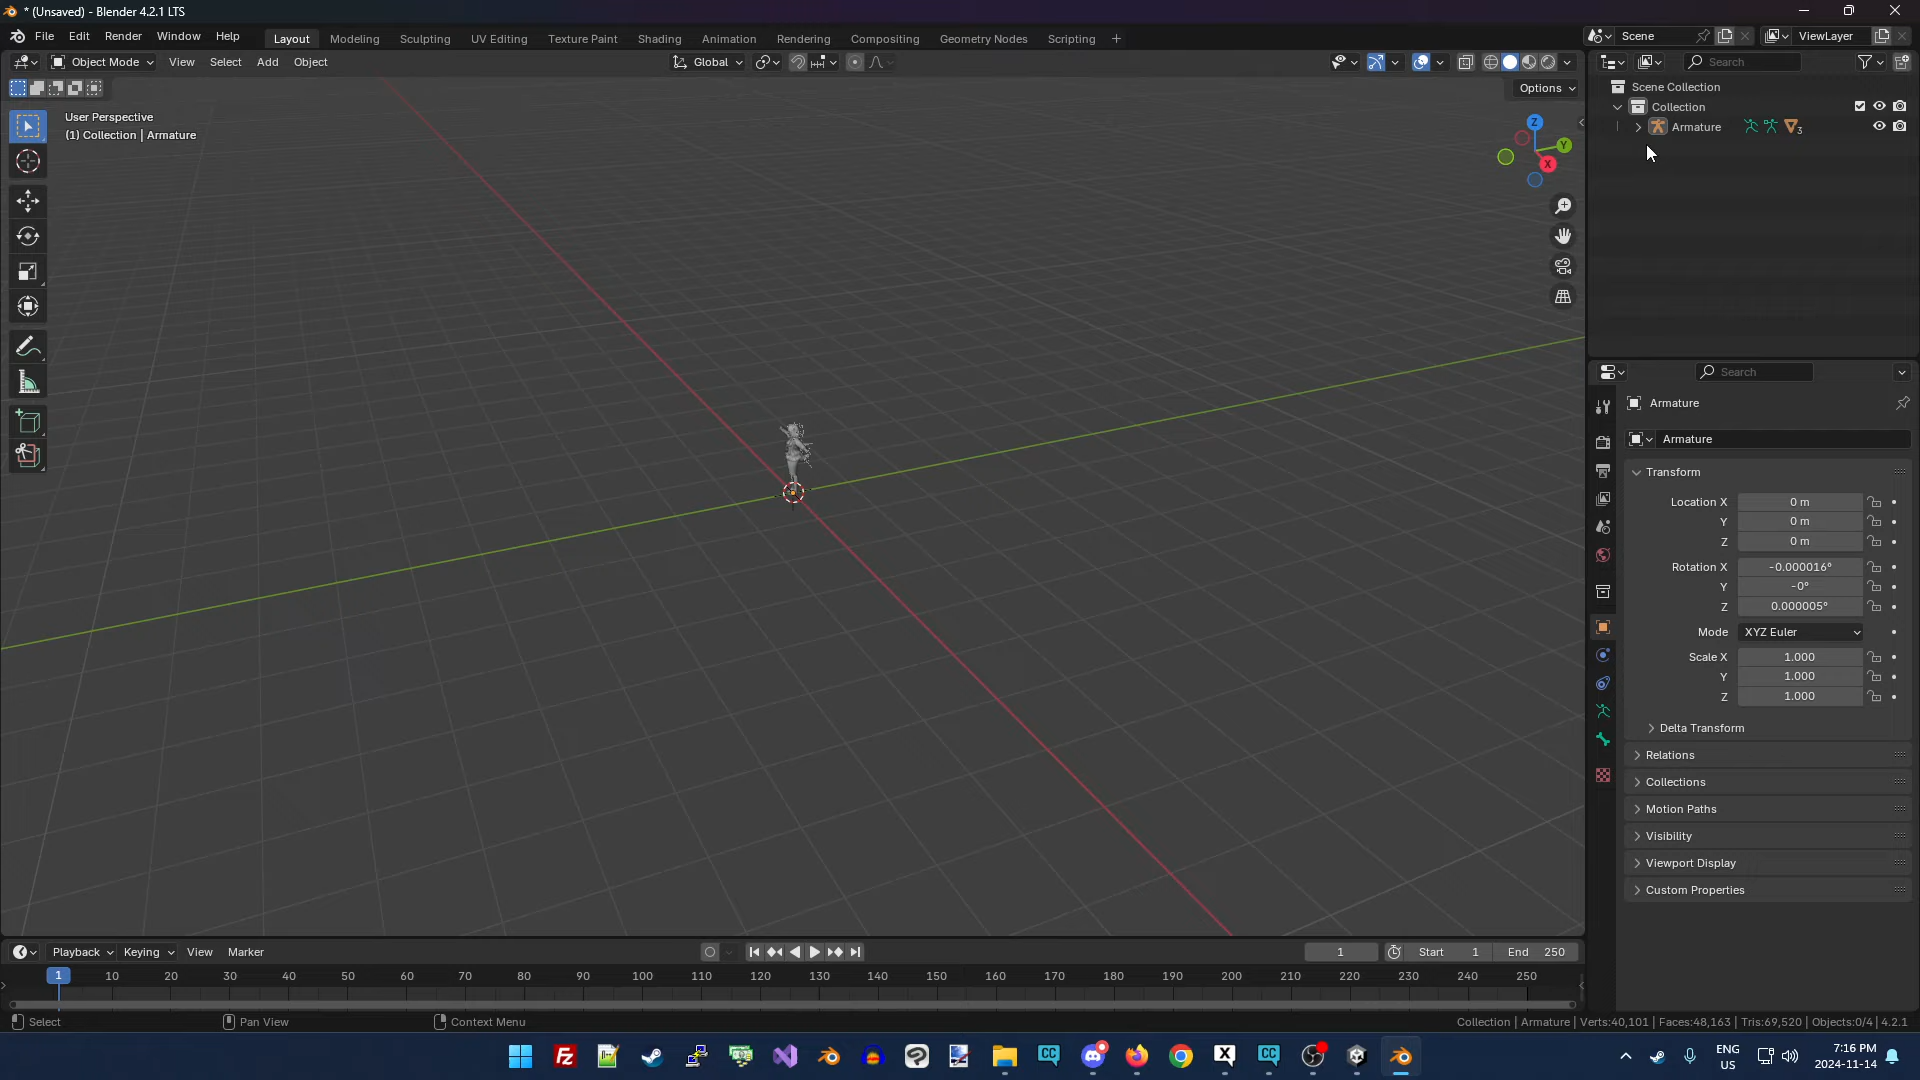 * (Unsaved) - Blender 4.2.1 LTS
File Edit Render Window Help Layout Modeling Sculpting UV Editing Texture Paint Shading Animation Rendering Compositing Geometry Nodes Scripting + Scene ViewLayer
Object Mode View Select Add Object Global Search
Options
User Perspective
(1) Collection | Armature
Z
Y
X
Scene Collection
Collection
Armature 3
Search
Armature
Armature
Transform
Location X 0 m
Y 0 m
Z 0 m
Rotation X -0.000016°
Y -0°
Z 0.000005°
Mode XYZ Euler
Scale X 1.000
Y 1.000
Z 1.000
Delta Transform
Relations
Collections
Motion Paths
Visibility
Viewport Display
Custom Properties
Playback Keying View Marker 1 Start 1 End 250
1 10 20 30 40 50 60 70 80 90 100 110 120 130 140 150 160 170 180 190 200 210 220 230 240 250
Select Pan View Context Menu Collection | Armature | Verts:40,101 | Faces:48,163 | Tris:69,520 | Objects:0/4 | 4.2.1
Fz CC X CC
ENG
US
7:16 PM
2024-11-14